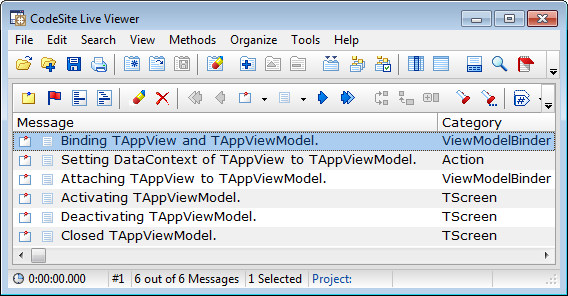 CodeSite Live Viewer
File Edit Search View Methods Organize Tools Help
Message Category
Binding TAppView and TAppViewModel. ViewModelBinder
Setting DataContext of TAppView to TAppViewModel. Action
Attaching TAppView to TAppViewModel. ViewModelBinder
Activating TAppViewModel. TScreen
Deactivating TAppViewModel. TScreen
Closed TAppViewModel. TScreen
0:00:00.000 #1 6 out of 6 Messages 1 Selected Project: